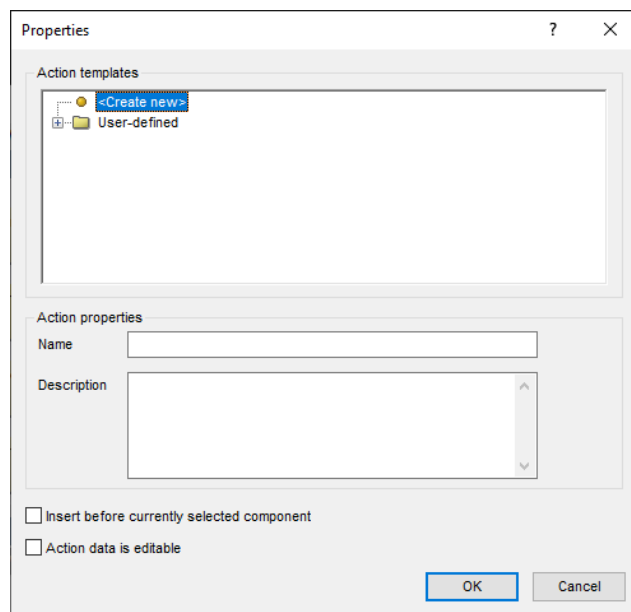 Properties
?
Action templates
<Create new>
User-defined
Action properties
Name
Description
Insert before currently selected component
Action data is editable
OK
Cancel